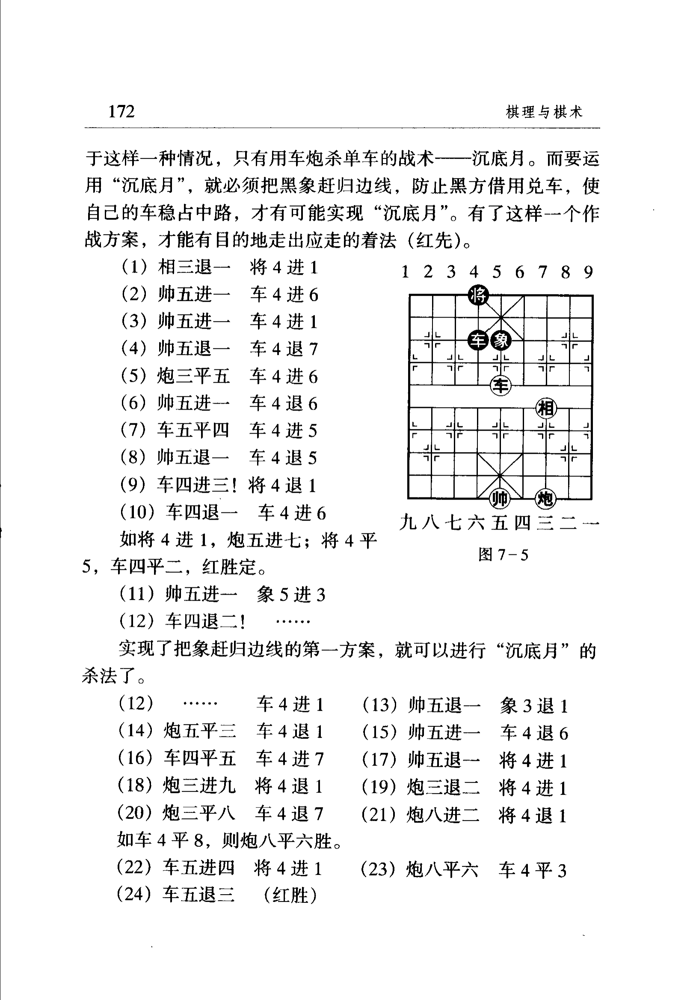 172 棋理与棋术
于这样一种情况，只有用车炮杀单车的战术——沉底月。而要运
用“沉底月”，就必须把黑象赶归边线，防止黑方借用兑车，使
自己的车稳占中路，才有可能实现“沉底月”。有了这样一个作
战方案，才能有目的地走出应走的着法（红先）。
（1）相三退一 将4进1
（2）帅五进一 车4进6
（3）帅五进一 车4进1
（4）帅五退一 车4退7
（5）炮三平五 车4进6
（6）帅五进一 车4退6
（7）车五平四 车4进5
（8）帅五退一 车4退5
（9）车四进三！将4退1
（10）车四退一 车4进6
如将4进1，炮五进七；将4平
5，车四平二，红胜定。
（11）帅五进一 象5进3
（12）车四退二！ ……
1 2 3 4 5 6 7 8 9
将
车 象
车
相
帅 炮
九八七六五四三二一
图7-5
实现了把象赶归边线的第一方案，就可以进行“沉底月”的
杀法了。
（12） …… 车4进1 （13）帅五退一 象3退1
（14）炮五平三 车4退1 （15）帅五进一 车4退6
（16）车四平五 车4进7 （17）帅五退一 将4进1
（18）炮三进九 将4退1 （19）炮三退二 将4进1
（20）炮三平八 车4退7 （21）炮八进二 将4退1
如车4平8，则炮八平六胜。
（22）车五进四 将4进1 （23）炮八平六 车4平3
（24）车五退三 （红胜）